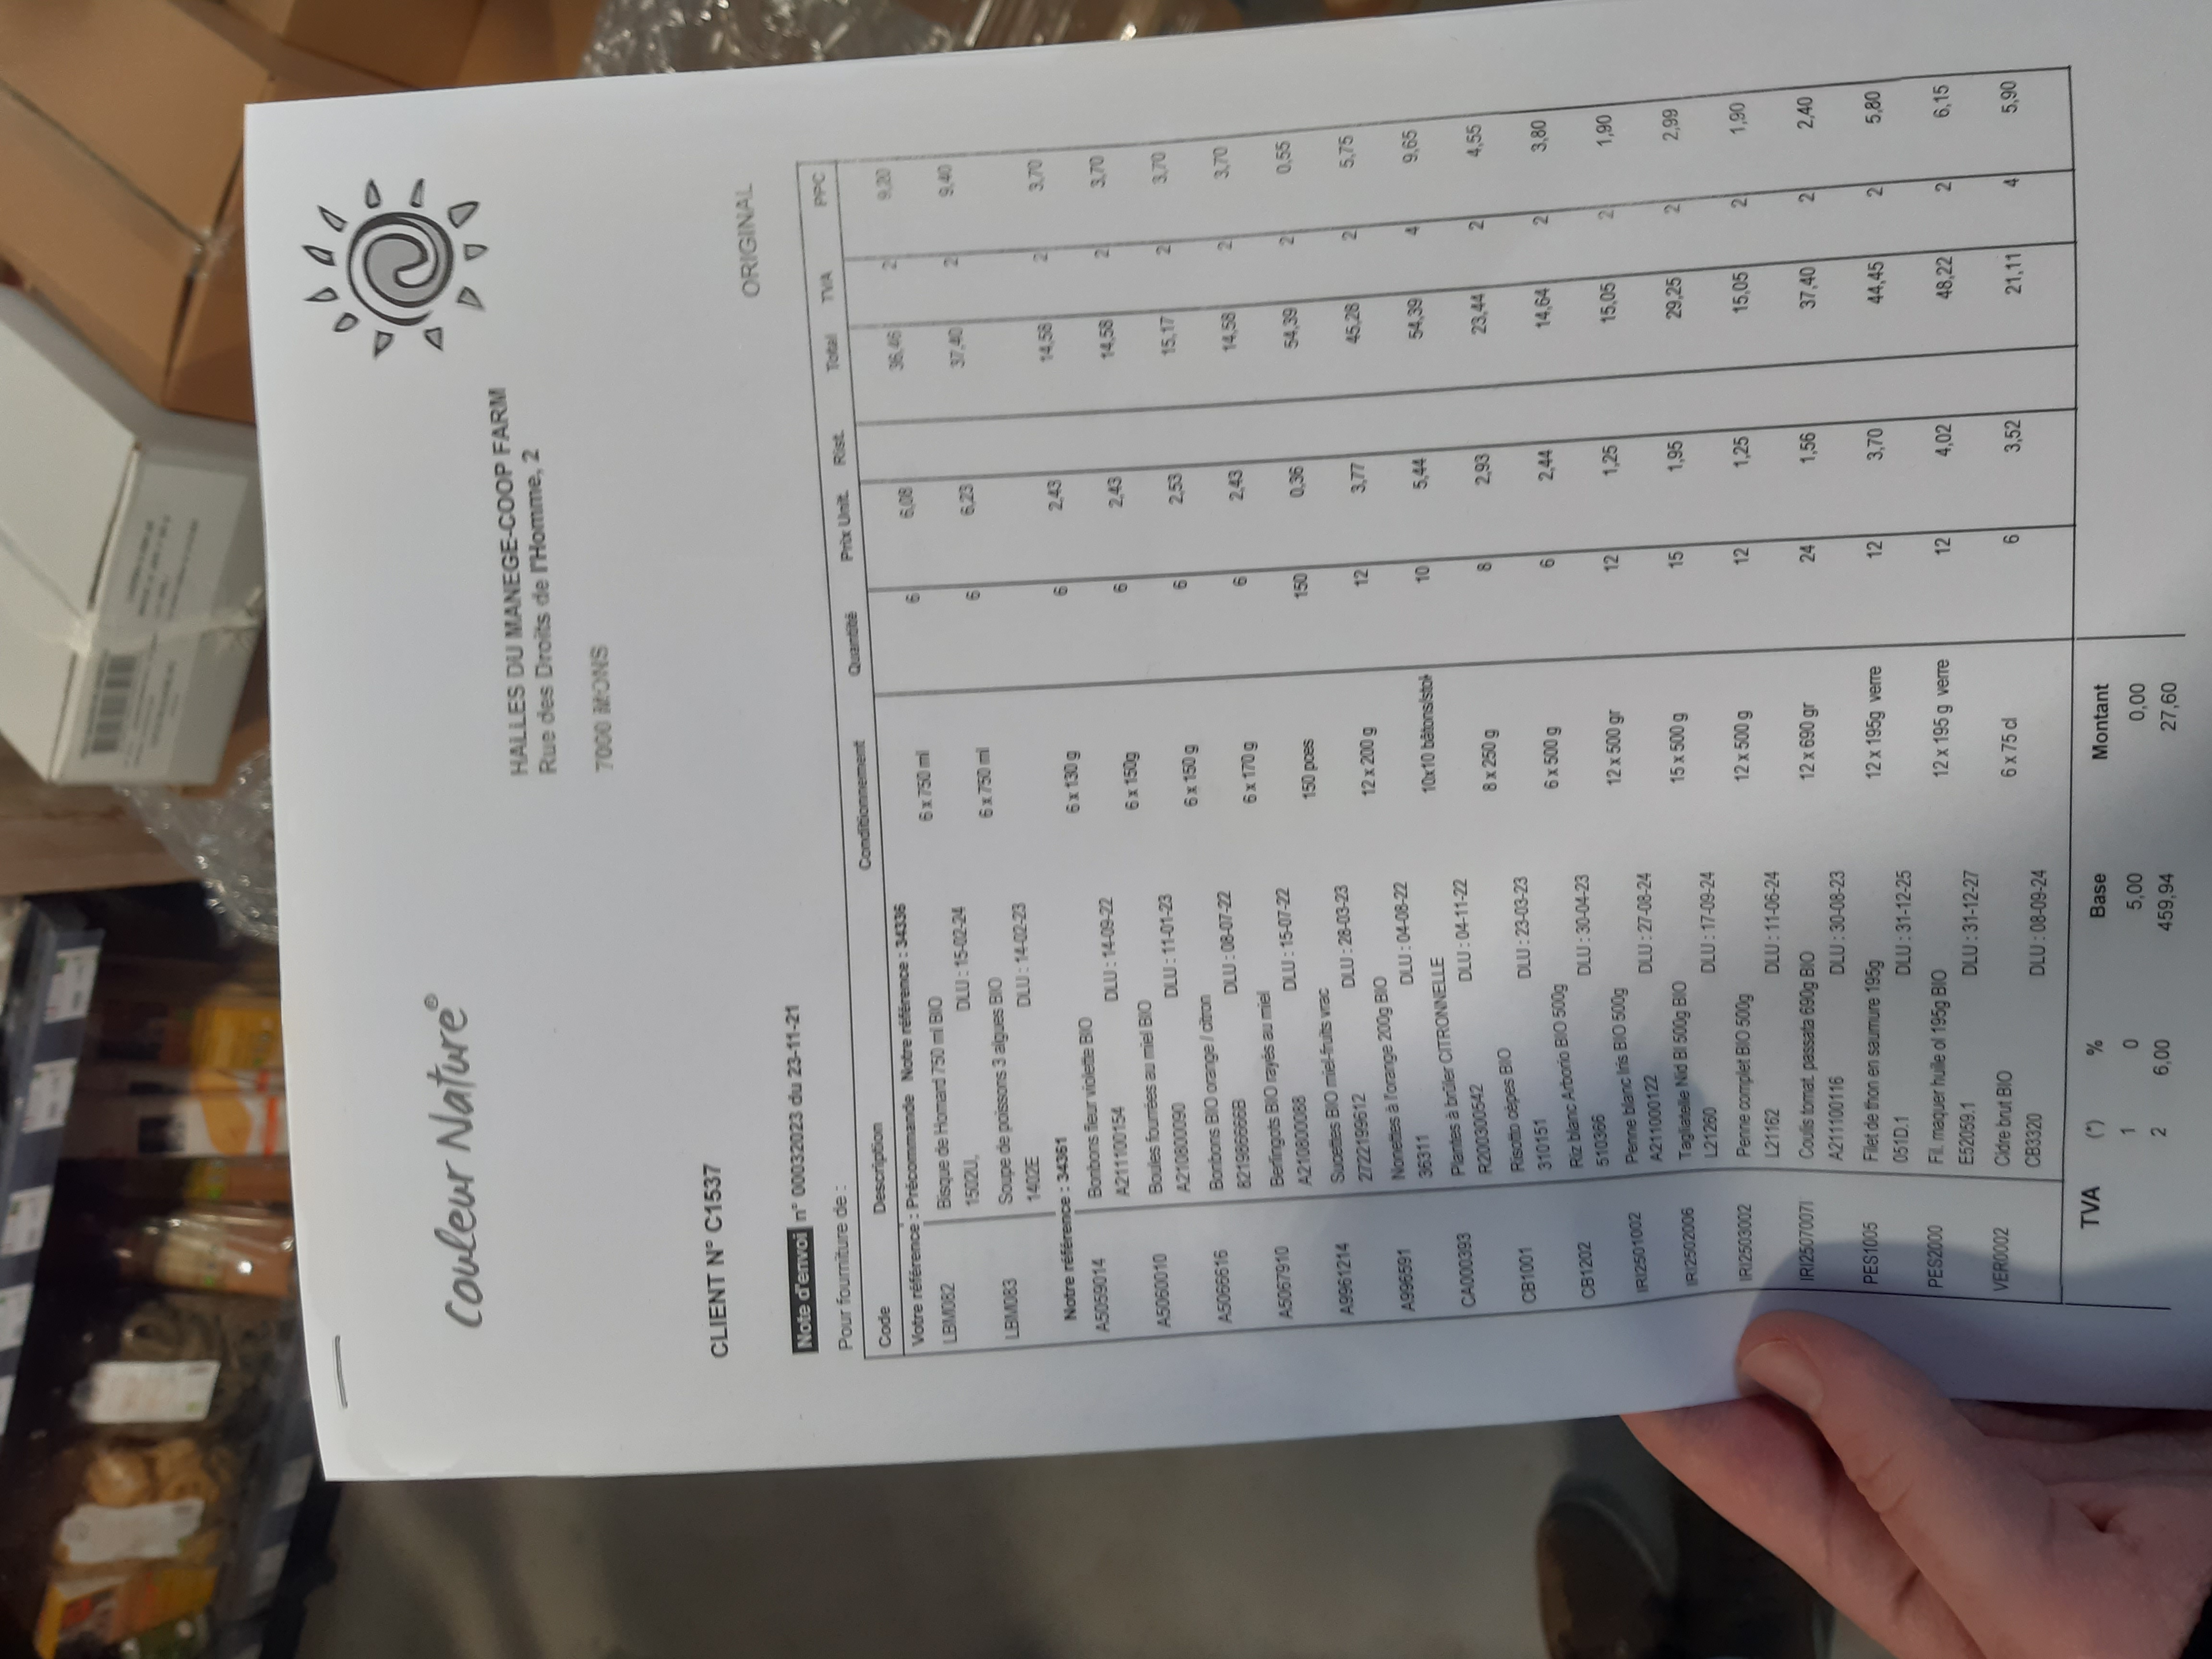 Couleur Nature®
HALLES DU MANEGE-COOP FARM
Rue des Droits de l'Homme, 2
7000 MONS
CLIENT N° C1537
ORIGINAL
Note d'envoi n° 00032023 du 23-11-21
Pour fourniture de :
Code Description Conditionnement Quantité Prix Unit. Rist. Total TVA PPC
Votre référence : Précommande Notre référence : 34336
LBM082 Bisque de Homard 750 ml BIO 6 x 750 ml 6 6,08 36,46 2 9,20
1502U, DLU : 15-02-24
LBM083 Soupe de poissons 3 algues BIO 6 x 750 ml 6 6,23 37,40 2 9,40
1402E DLU : 14-02-23
Notre référence : 34361
A5059014 Bonbons fleur violette BIO 6 x 130 g 6 2,43 14,58 2 3,70
A211100154 DLU : 14-09-22
A5060010 Boules fourrées au miel BIO 6 x 150g 6 2,43 14,58 2 3,70
A210800090 DLU : 11-01-23
A5066616 Bonbons BIO orange / citron 6 x 150 g 6 2,53 15,17 2 3,70
821986666B DLU : 08-07-22
A5067910 Berlingots BIO rayés au miel 6 x 170 g 6 2,43 14,58 2 3,70
A210800088 DLU : 15-07-22
A9961214 Sucettes BIO miel-fruits vrac 150 pces 150 0,36 54,39 2 0,55
2722199612 DLU : 28-03-23
A996591 Nonettes à l'orange 200g BIO 12 x 200 g 12 3,77 45,28 2 5,75
36311 DLU : 04-08-22
CA000393 Plantes à brûler CITRONNELLE 10x10 bâtons/stok 10 5,44 54,39 4 9,65
R200300542 DLU : 04-11-22
CB1001 Risotto cèpes BIO 8 x 250 g 8 2,93 23,44 2 4,55
310151 DLU : 23-03-23
CB1202 Riz blanc Arborio BIO 500g 6 x 500 g 6 2,44 14,64 2 3,80
510366 DLU : 30-04-23
IRI2501002 Penne blanc Iris BIO 500g 12 x 500 gr 12 1,25 15,05 2 1,90
A211000122 DLU : 27-08-24
IRI2502006 Tagliatelle Nid Bl 500g BIO 15 x 500 g 15 1,95 29,25 2 2,99
L21260 DLU : 17-09-24
IRI2503002 Penne complet BIO 500g 12 x 500 g 12 1,25 15,05 2 1,90
L21162 DLU : 11-06-24
IRI2507007I Coulis tomat. passata 690g BIO 12 x 690 gr 24 1,56 37,40 2 2,40
A211100116 DLU : 30-08-23
PES1005 Filet de thon en saumure 195g 12 x 195g verre 12 3,70 44,45 2 5,80
051D.1 DLU : 31-12-25
PES2000 Fil. maquer huile ol 195g BIO 12 x 195 g verre 12 4,02 48,22 2 6,15
E52059.1 DLU : 31-12-27
VER0002 Cidre brut BIO 6 x 75 cl 6 3,52 21,11 4 5,90
CB3320 DLU : 08-09-24
TVA (*) % Base Montant
1 0 5,00 0,00
2 6,00 459,94 27,60